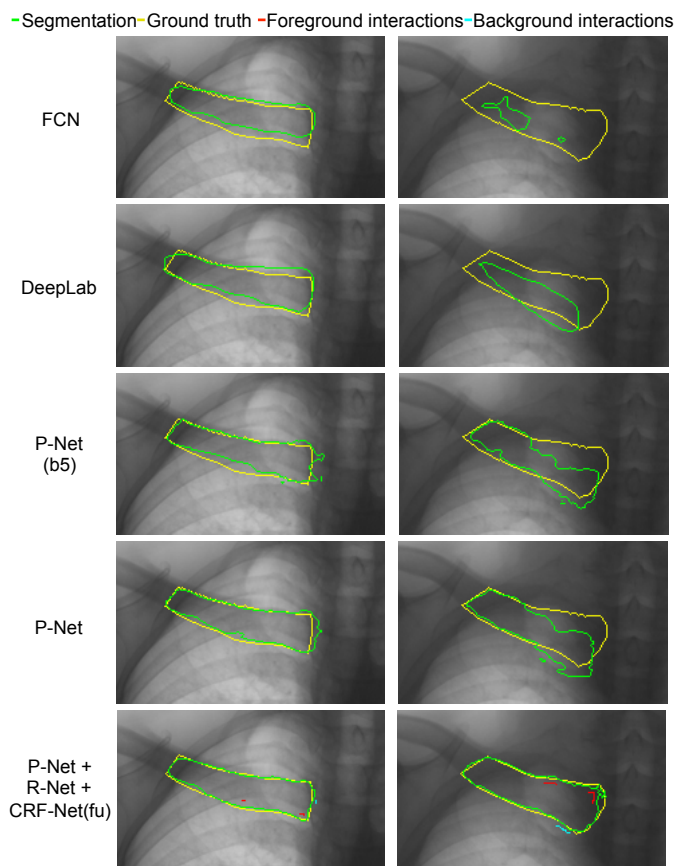 Segmentation Ground truth Foreground interactions Background interactions
FCN
DeepLab
P-Net
(b5)
P-Net
P-Net +
R-Net +
CRF-Net(fu)